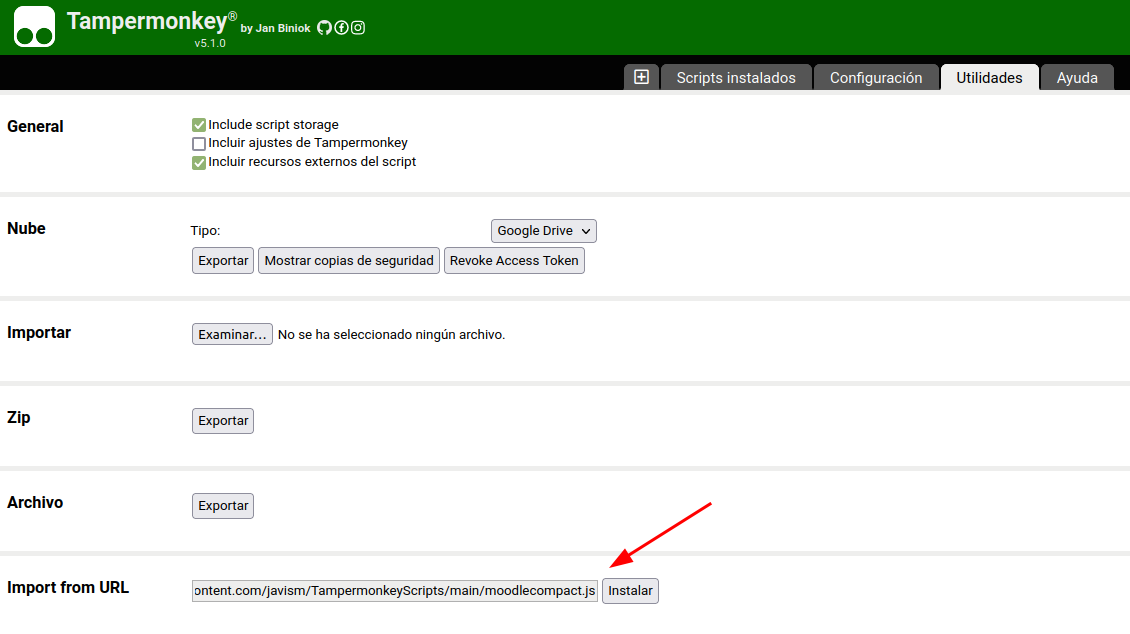 Tampermonkey® by Jan Biniok
v5.1.0
Scripts instalados Configuración Utilidades Ayuda
General
Include script storage
Incluir ajustes de Tampermonkey
Incluir recursos externos del script
Nube
Tipo: Google Drive
Exportar Mostrar copias de seguridad Revoke Access Token
Importar
Examinar... No se ha seleccionado ningún archivo.
Zip
Exportar
Archivo
Exportar
Import from URL
ontent.com/javism/TampermonkeyScripts/main/moodlecompact.js Instalar